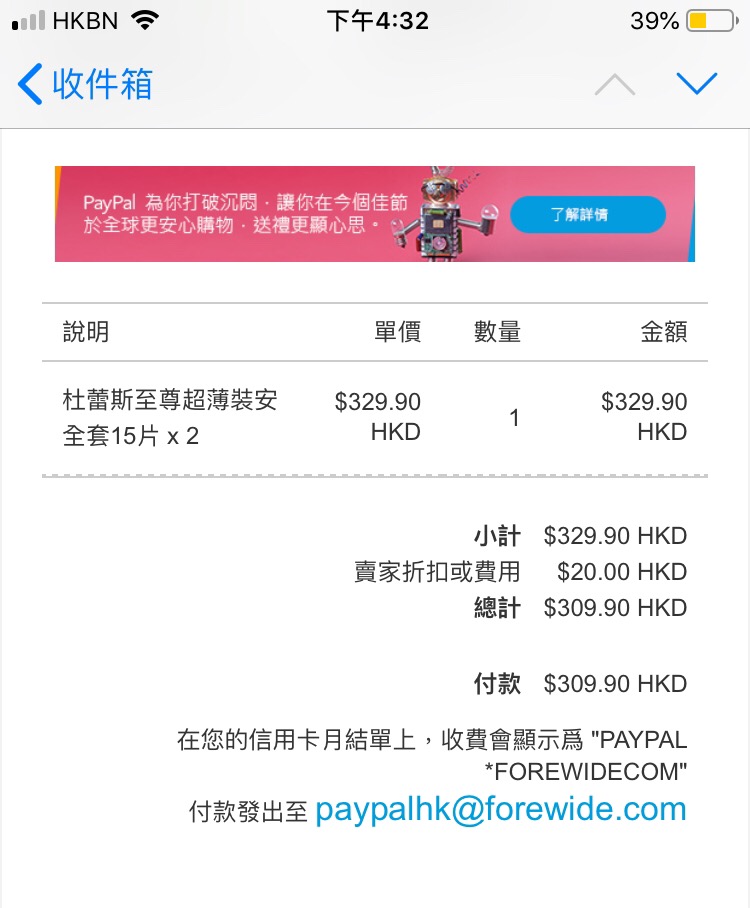 HKBN 下午4:32 39%
收件箱
PayPal 為你打破沉悶．讓你在今個佳節
於全球更安心購物．送禮更顯心思。
了解詳情
說明 單價 數量 金額
杜蕾斯至尊超薄裝安 $329.90 1 $329.90
全套15片 x 2 HKD HKD
小計 $329.90 HKD
賣家折扣或費用 $20.00 HKD
總計 $309.90 HKD
付款 $309.90 HKD
在您的信用卡月結單上，收費會顯示爲 "PAYPAL
*FOREWIDECOM"
付款發出至 paypalhk@forewide.com